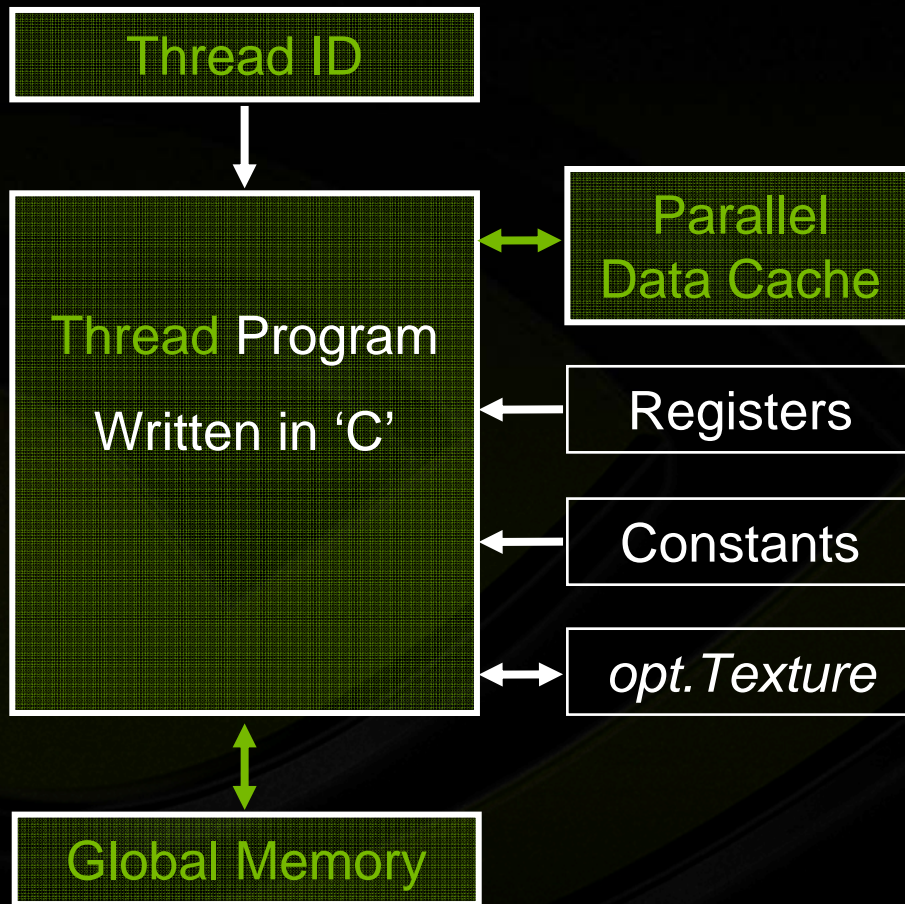 Thread ID
Parallel
Data Cache
Thread Program
Written in ‘C’
Registers
Constants
opt.Texture
Global Memory